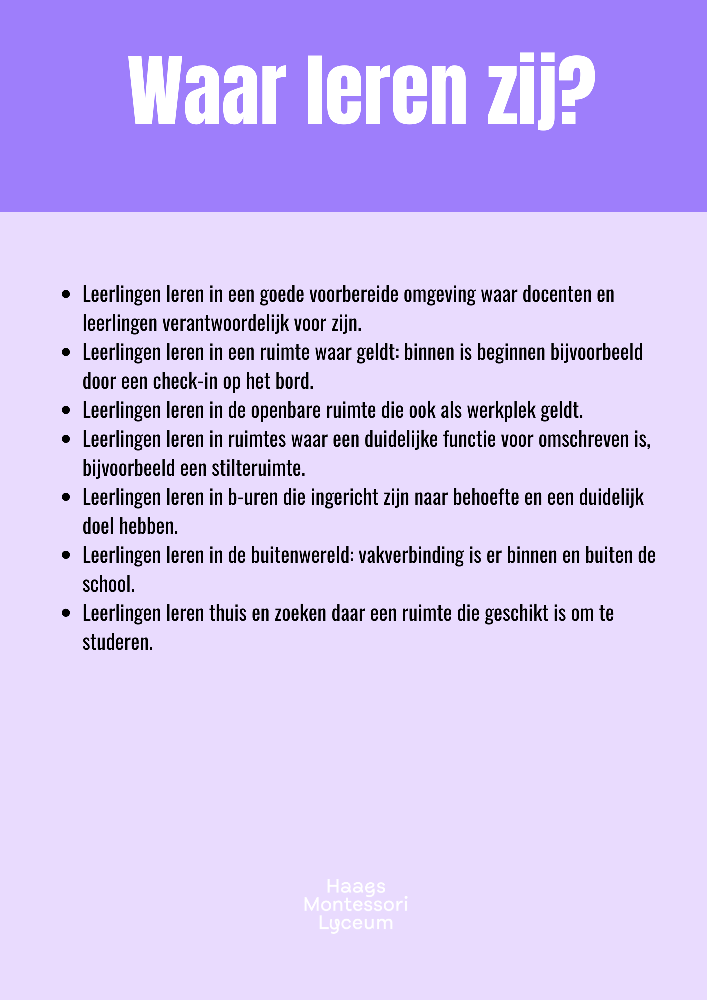 Waar leren zij?
• Leerlingen leren in een goede voorbereide omgeving waar docenten en
leerlingen verantwoordelijk voor zijn.
• Leerlingen leren in een ruimte waar geldt: binnen is beginnen bijvoorbeeld
door een check-in op het bord.
• Leerlingen leren in de openbare ruimte die ook als werkplek geldt.
• Leerlingen leren in ruimtes waar een duidelijke functie voor omschreven is,
bijvoorbeeld een stilteruimte.
• Leerlingen leren in b-uren die ingericht zijn naar behoefte en een duidelijk
doel hebben.
• Leerlingen leren in de buitenwereld: vakverbinding is er binnen en buiten de
school.
• Leerlingen leren thuis en zoeken daar een ruimte die geschikt is om te
studeren.
Haags
Montessori
Lyceum